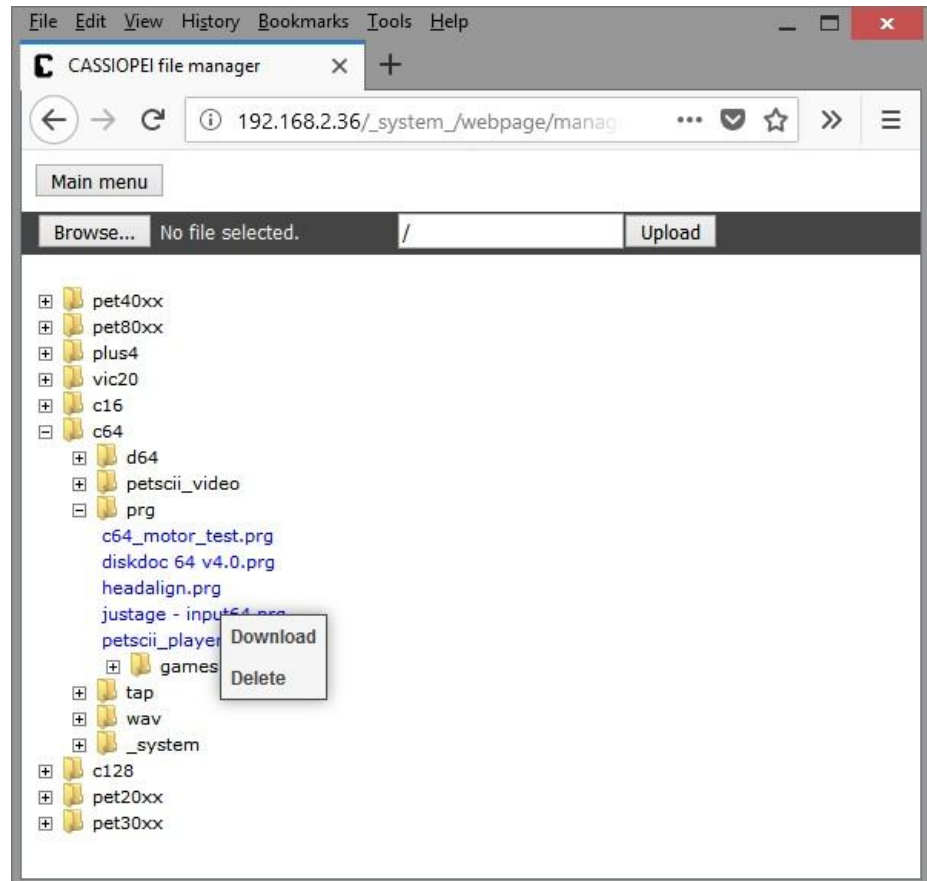 File Edit View History Bookmarks Tools Help
CASSIOPEI file manager
192.168.2.36/_system_/webpage/manag
Main menu
Browse... No file selected. / Upload
pet40xx
pet80xx
plus4
vic20
c16
c64
d64
petscii_video
prg
c64_motor_test.prg
diskdoc 64 v4.0.prg
headalign.prg
justage - input64.prg
petscii_player
Download
games
Delete
tap
wav
_system
c128
pet20xx
pet30xx